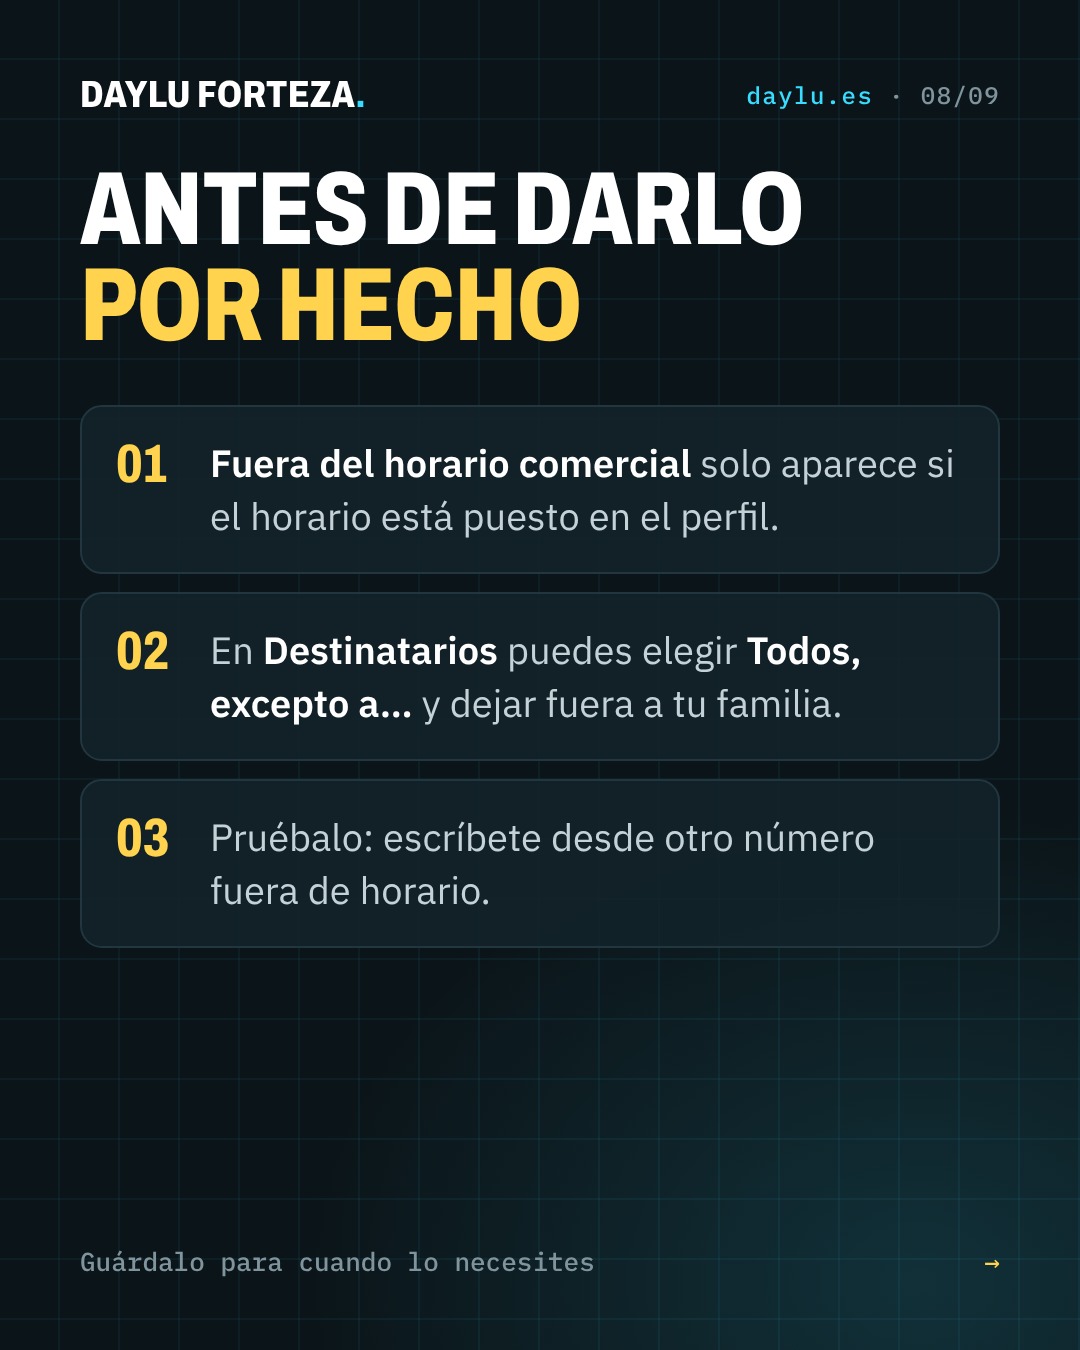 DAYLU FORTEZA.
daylu.es · 08/09
ANTES DE DARLO
POR HECHO
01
Fuera del horario comercial solo aparece si
el horario está puesto en el perfil.
02
En Destinatarios puedes elegir Todos,
excepto a... y dejar fuera a tu familia.
03
Pruébalo: escríbete desde otro número
fuera de horario.
Guárdalo para cuando lo necesites
→